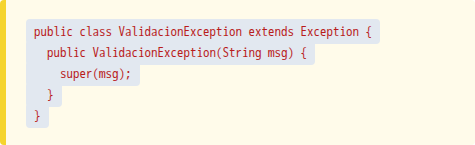 public class ValidacionException extends Exception {
  public ValidacionException(String msg) {
    super(msg);
  }
}